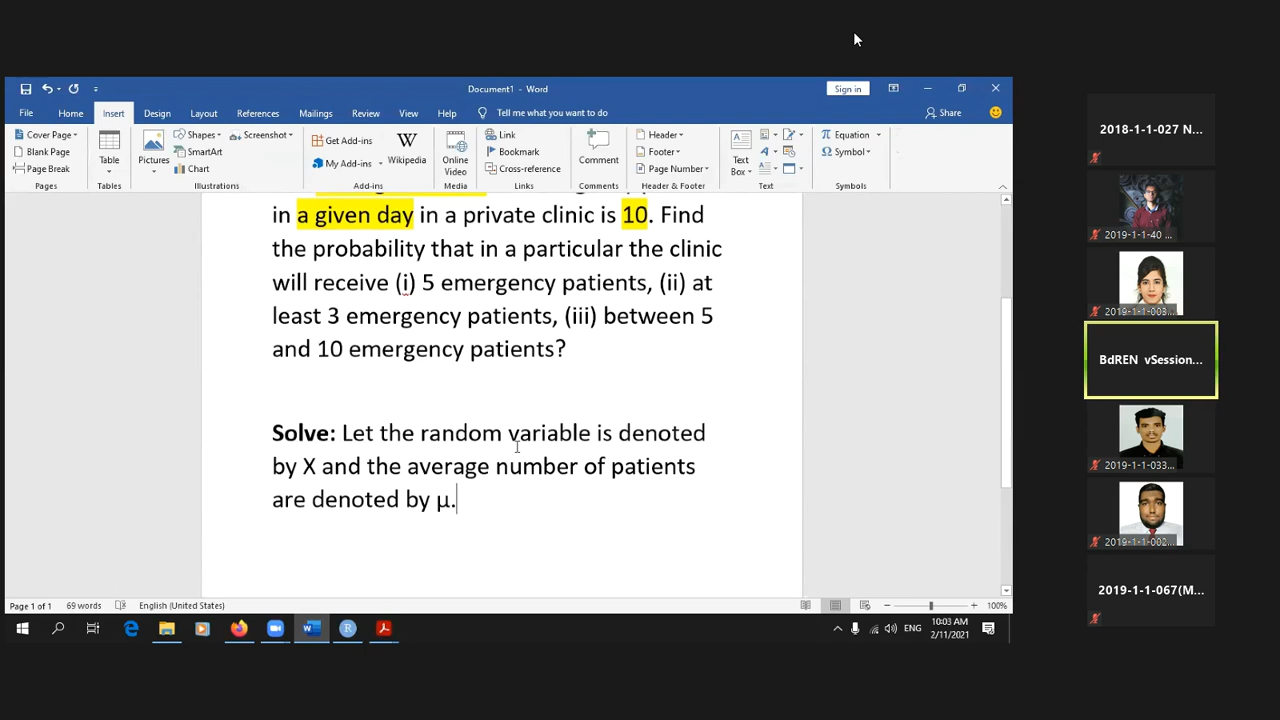 Document1 - Word
Sign in
File Home Insert Design Layout References Mailings Review View Help Tell me what you want to do
Share
Cover Page
Blank Page
Page Break
Pages
Table
Tables
Pictures
Shapes
SmartArt
Chart
Screenshot
Illustrations
Get Add-ins
My Add-ins
Wikipedia
Add-ins
Online
Video
Media
Link
Bookmark
Cross-reference
Links
Comment
Comments
Header
Footer
Page Number
Header & Footer
Text
Box
Text
Equation
Symbol
Symbols
in a given day in a private clinic is 10. Find
the probability that in a particular the clinic
will receive (i) 5 emergency patients, (ii) at
least 3 emergency patients, (iii) between 5
and 10 emergency patients?
Solve: Let the random variable is denoted
by X and the average number of patients
are denoted by μ.
Page 1 of 1 69 words English (United States)
100%
ENG
10:03 AM
2/11/2021
2018-1-1-027 N...
2019-1-1-40 ...
2019-1-1-003...
BdREN vSession...
2019-1-1-033...
2019-1-1-002...
2019-1-1-067(M...